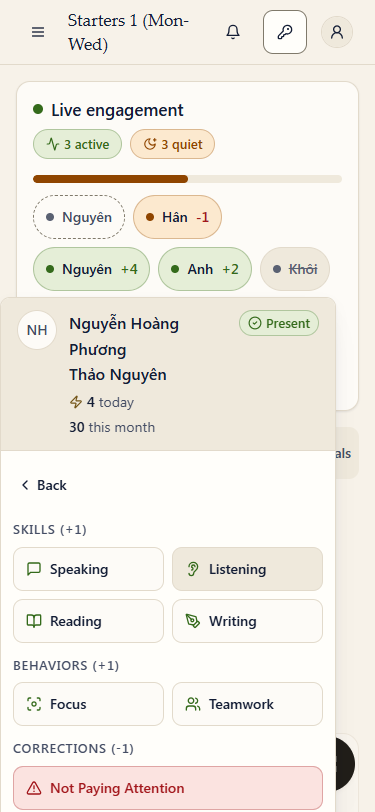 Starters 1 (Mon-
Wed)
Live engagement
3 active
3 quiet
Nguyên
Hân -1
Nguyên +4
Anh +2
Khôi
NH
Nguyễn Hoàng
Phương
Thảo Nguyên
Present
4 today
30 this month
als
Back
SKILLS (+1)
Speaking
Listening
Reading
Writing
BEHAVIORS (+1)
Focus
Teamwork
CORRECTIONS (-1)
Not Paying Attention